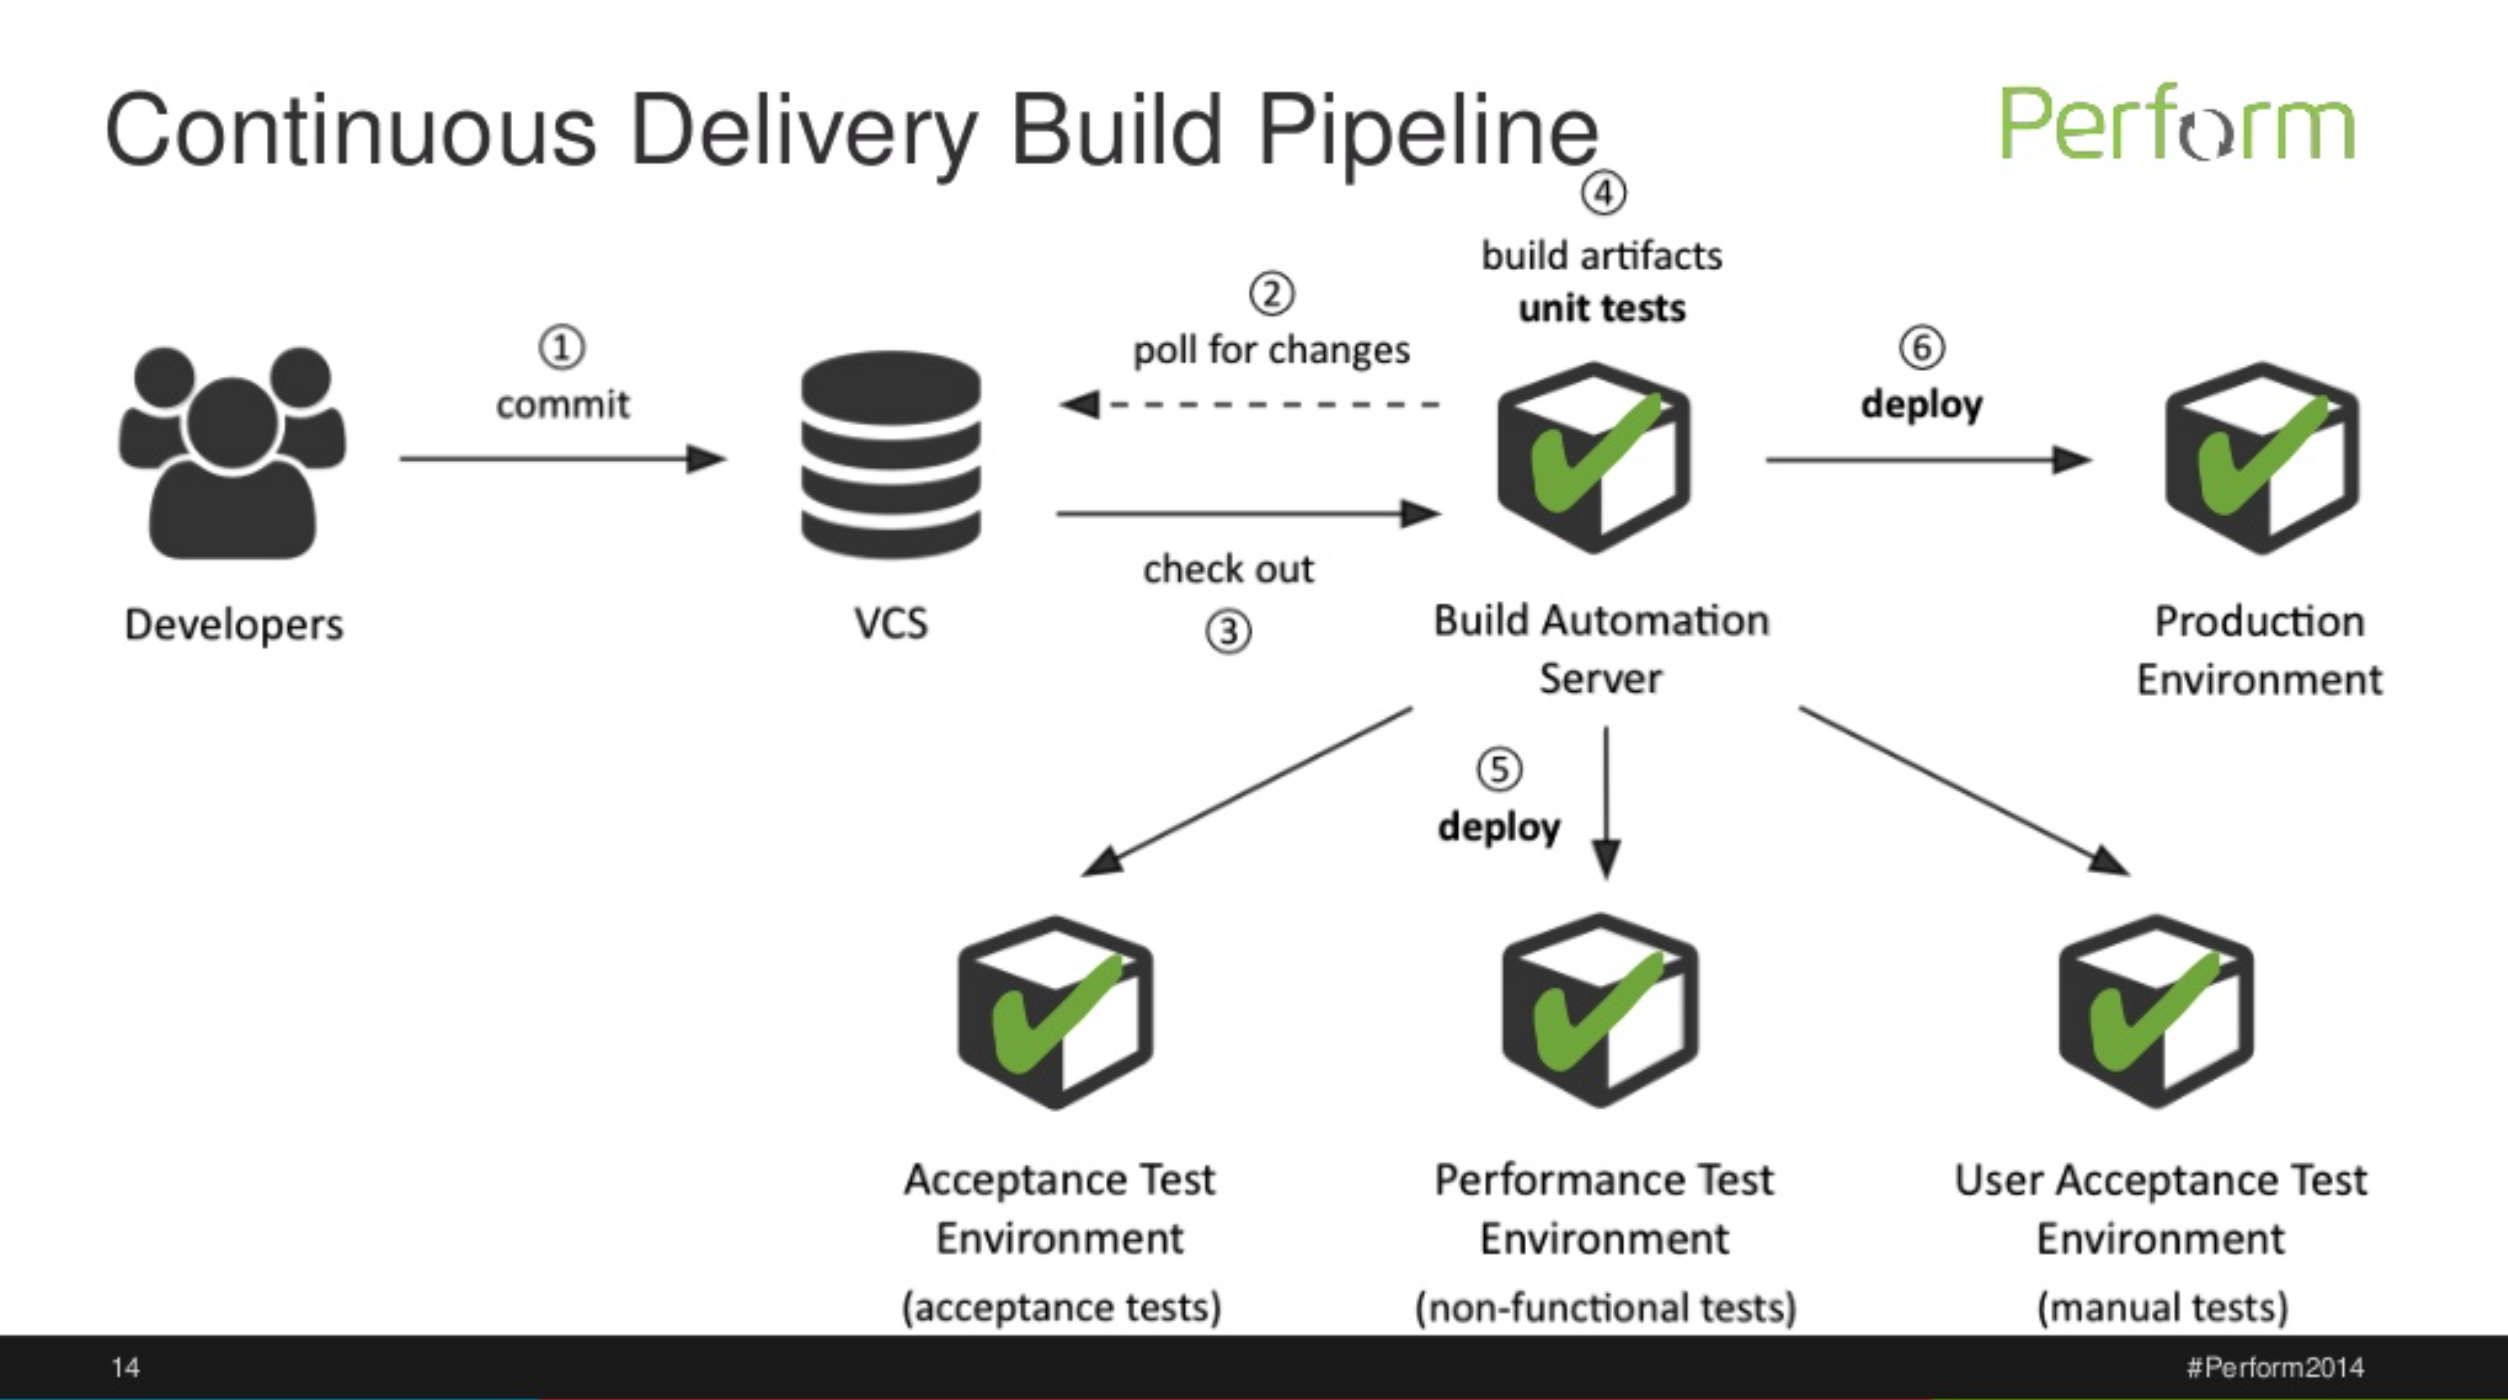 Continuous Delivery Build Pipeline
Perform
④
build artifacts
unit tests
②
poll for changes
①
commit
⑥
deploy
check out
③
Developers
VCS
Build Automation
Server
Production
Environment
⑤
deploy
Acceptance Test
Environment
(acceptance tests)
Performance Test
Environment
(non-functional tests)
User Acceptance Test
Environment
(manual tests)
14
#Perform2014